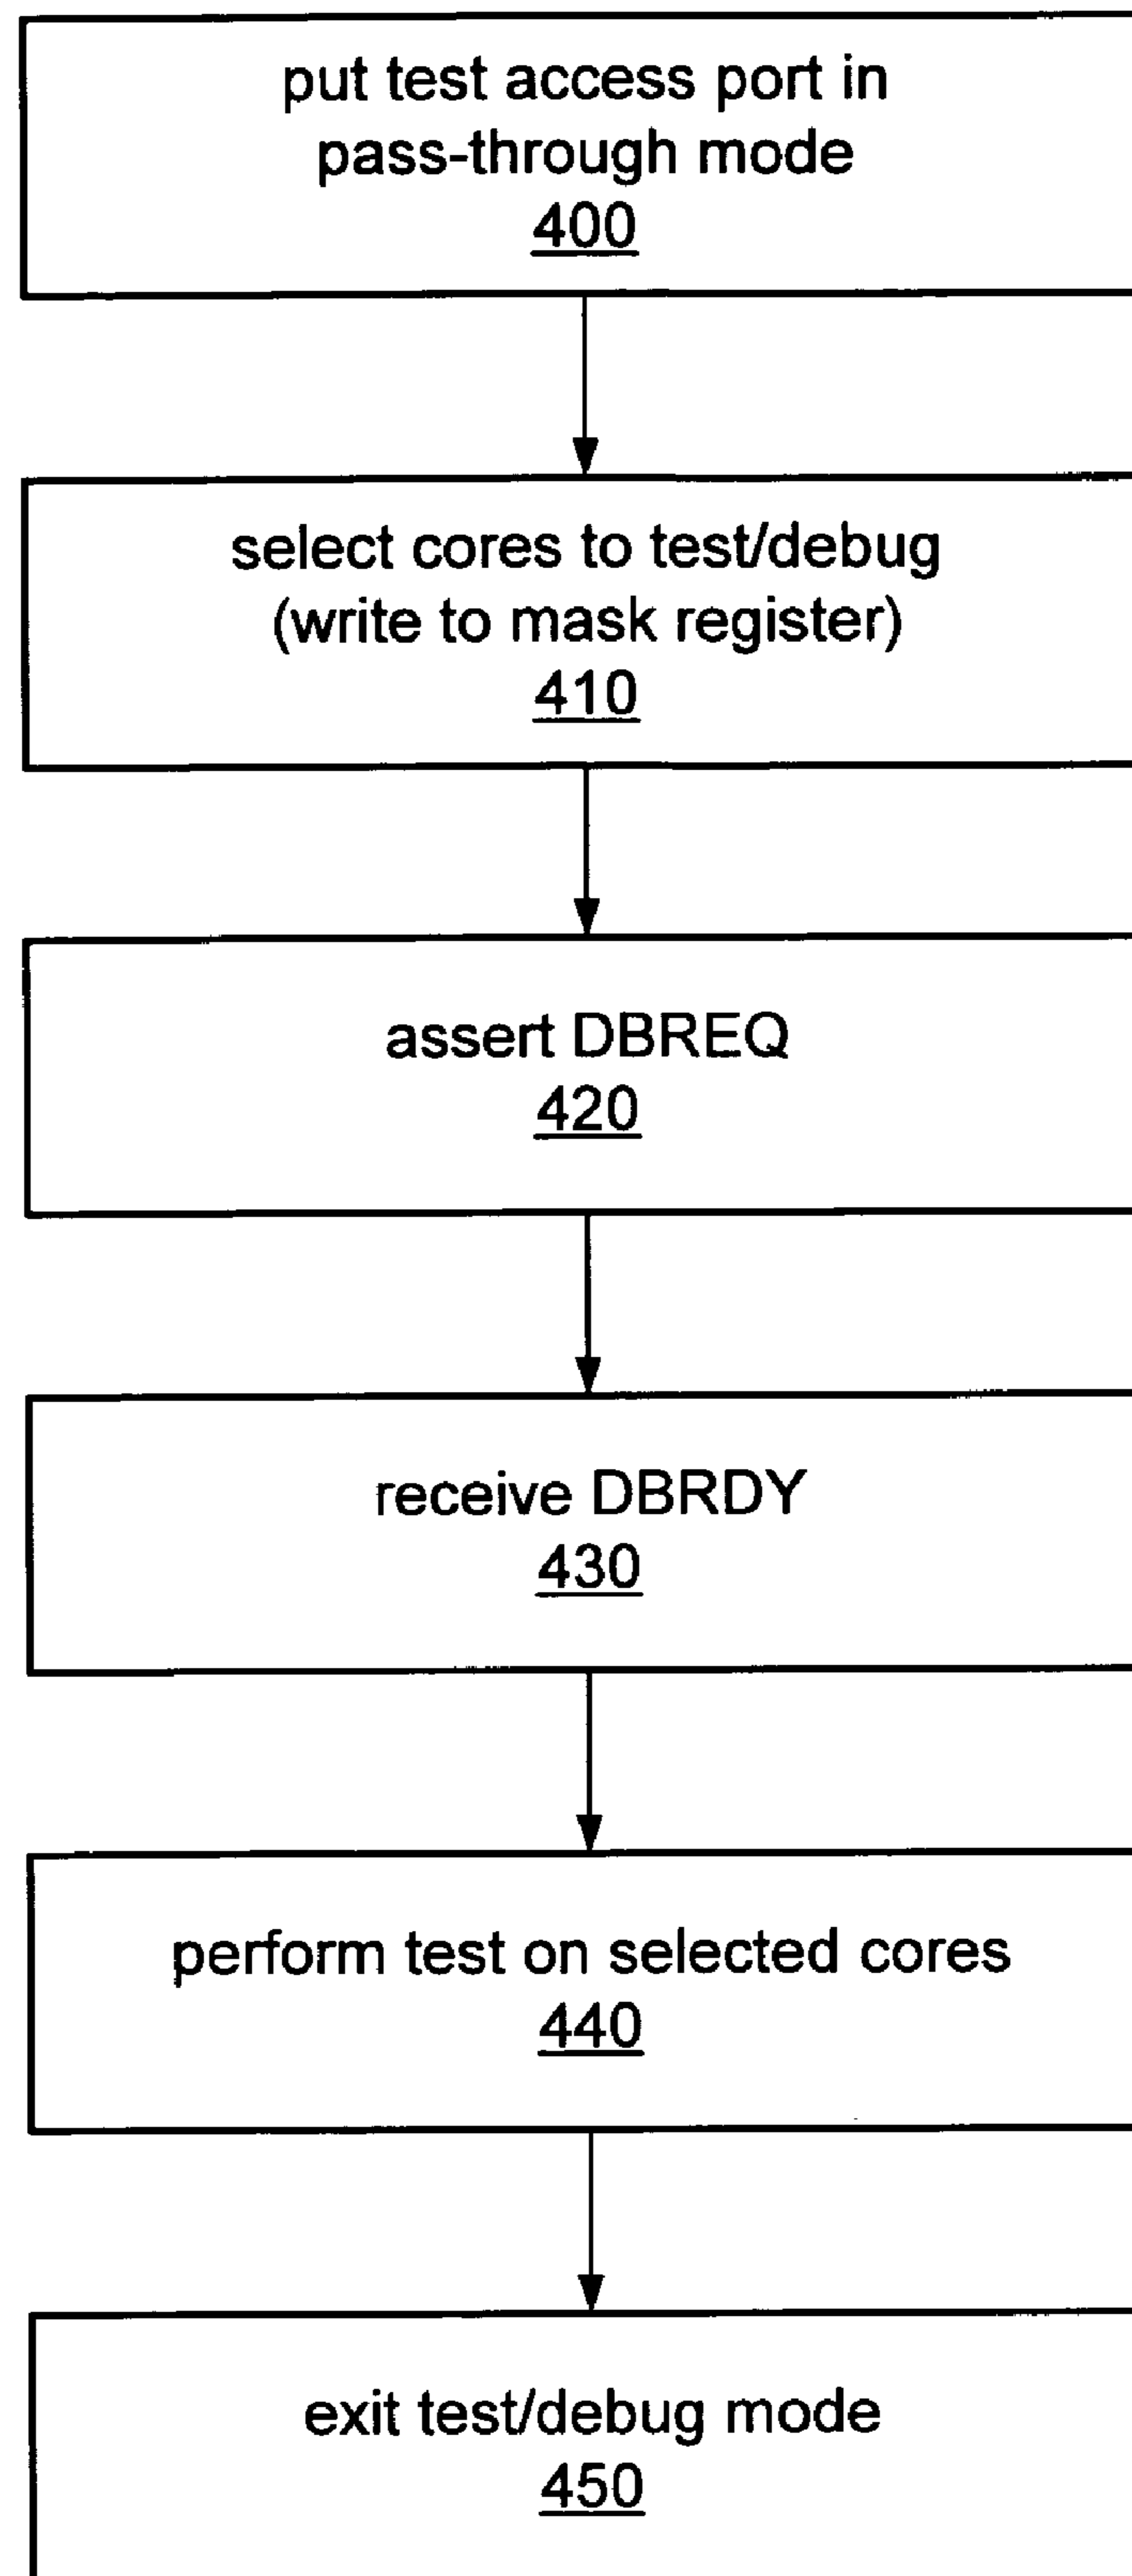 put test access port in
pass-through mode
400
select cores to test/debug
(write to mask register)
410
assert DBREQ
420
receive DBRDY
430
perform test on selected cores
440
exit test/debug mode
450